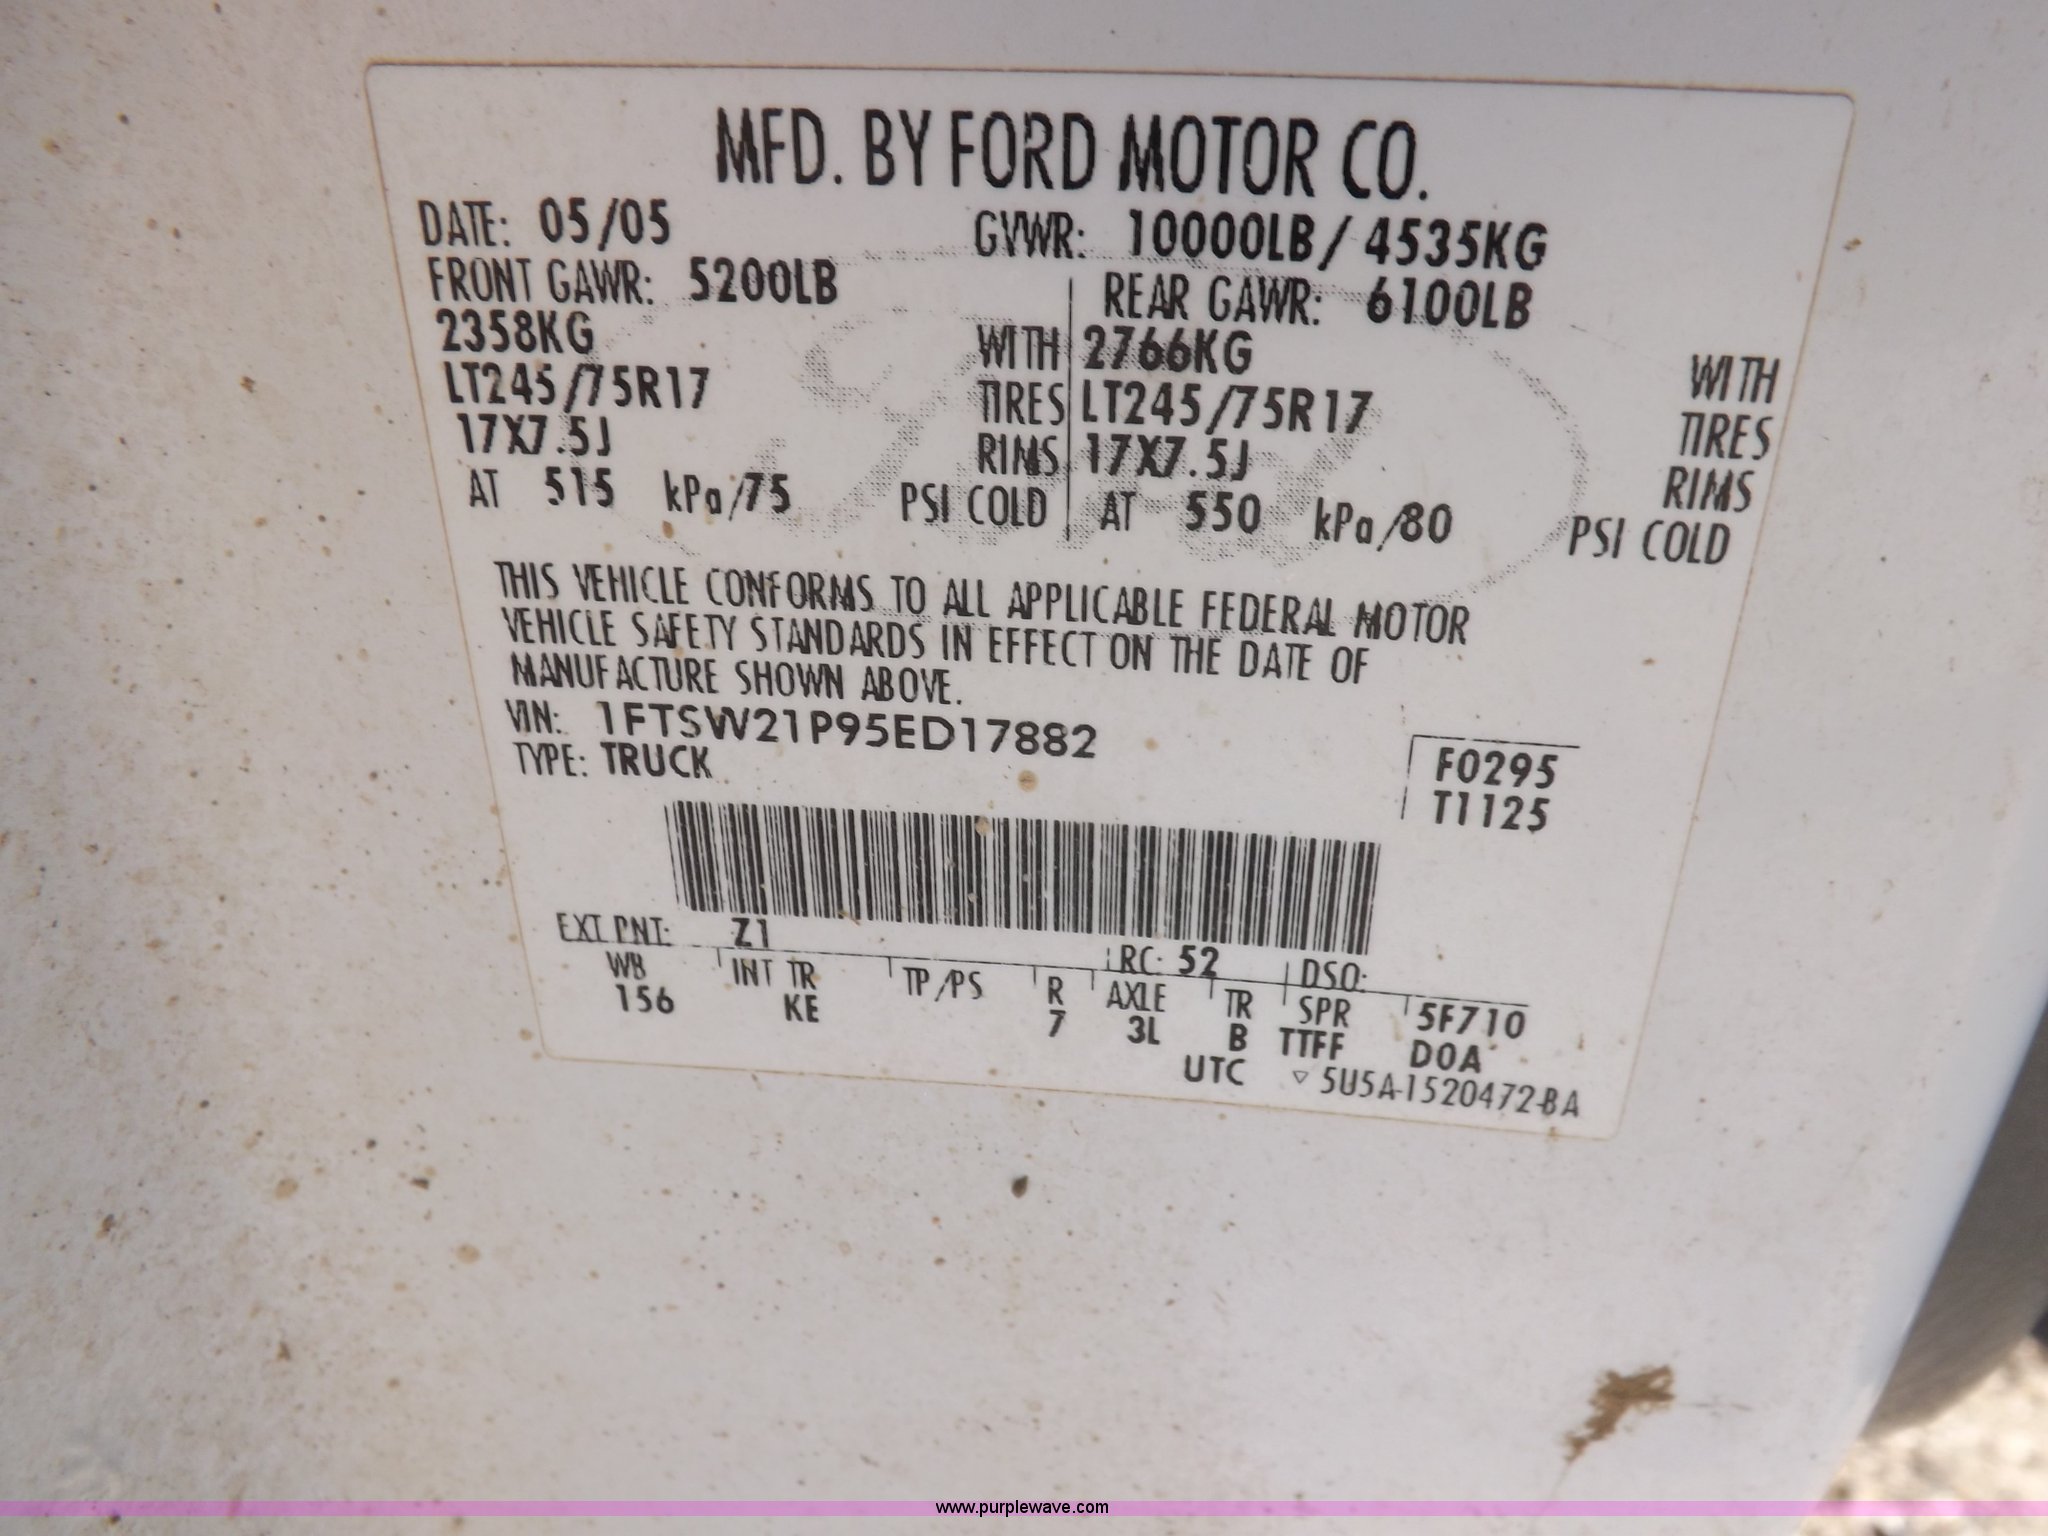 MFD. BY FORD MOTOR CO.
DATE: 05/05 GVWR: 10000LB/ 4535KG
FRONT GAWR: 5200LB REAR GAWR: 6100LB
2358KG WITH 2766KG WITH
LT245/75R17 TIRES LT245/75R17 TIRES
17X7.5J RIMS 17X7.5J RIMS
AT 515 kPa/75 PSI COLD AT 550 kPa/80 PSI COLD
THIS VEHICLE CONFORMS TO ALL APPLICABLE FEDERAL MOTOR
VEHICLE SAFETY STANDARDS IN EFFECT ON THE DATE OF
MANUFACTURE SHOWN ABOVE.
VIN: 1FTSW21P95ED17882
TYPE: TRUCK
F0295
T1125
EXT PNT: Z1 RC: 52 DSO:
WB INT TR TP/PS R AXLE TR SPR 5F710
156 KE 7 3L B TTFF DOA
UTC ▽ 5U5A-1520472-BA
www.purplewave.com